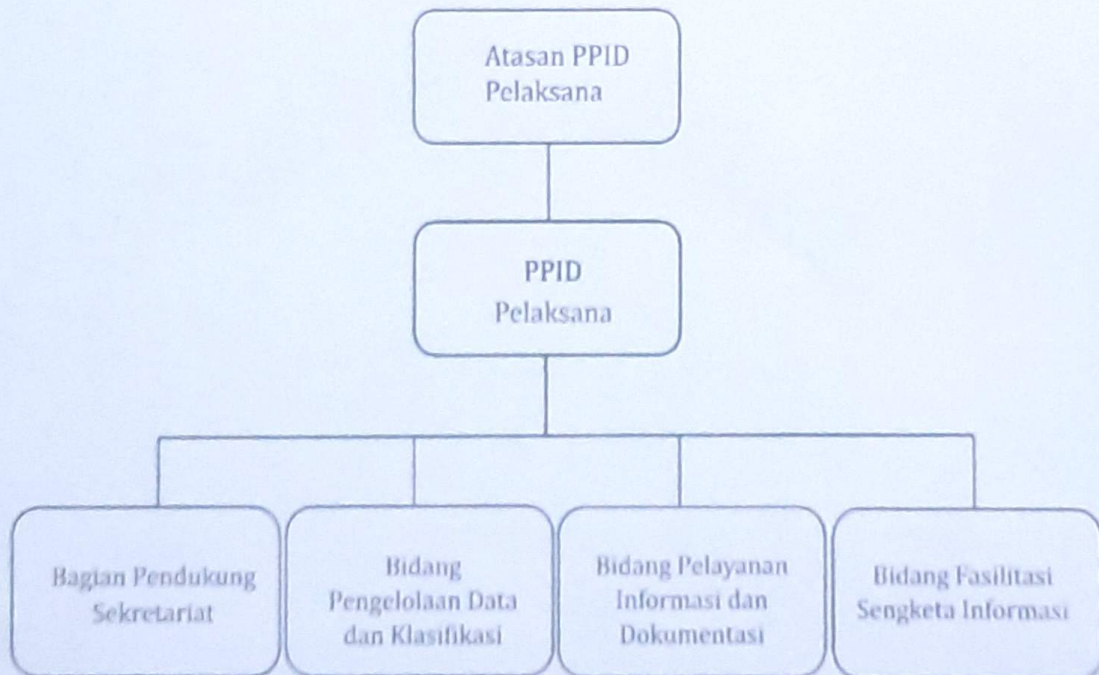 Atasan PPID
Pelaksana
PPID
Pelaksana
Bagian Pendukung
Sekretariat
Bidang
Pengelolaan Data
dan Klasifikasi
Bidang Pelayanan
Informasi dan
Dokumentasi
Bidang Fasilitasi
Sengketa Informasi